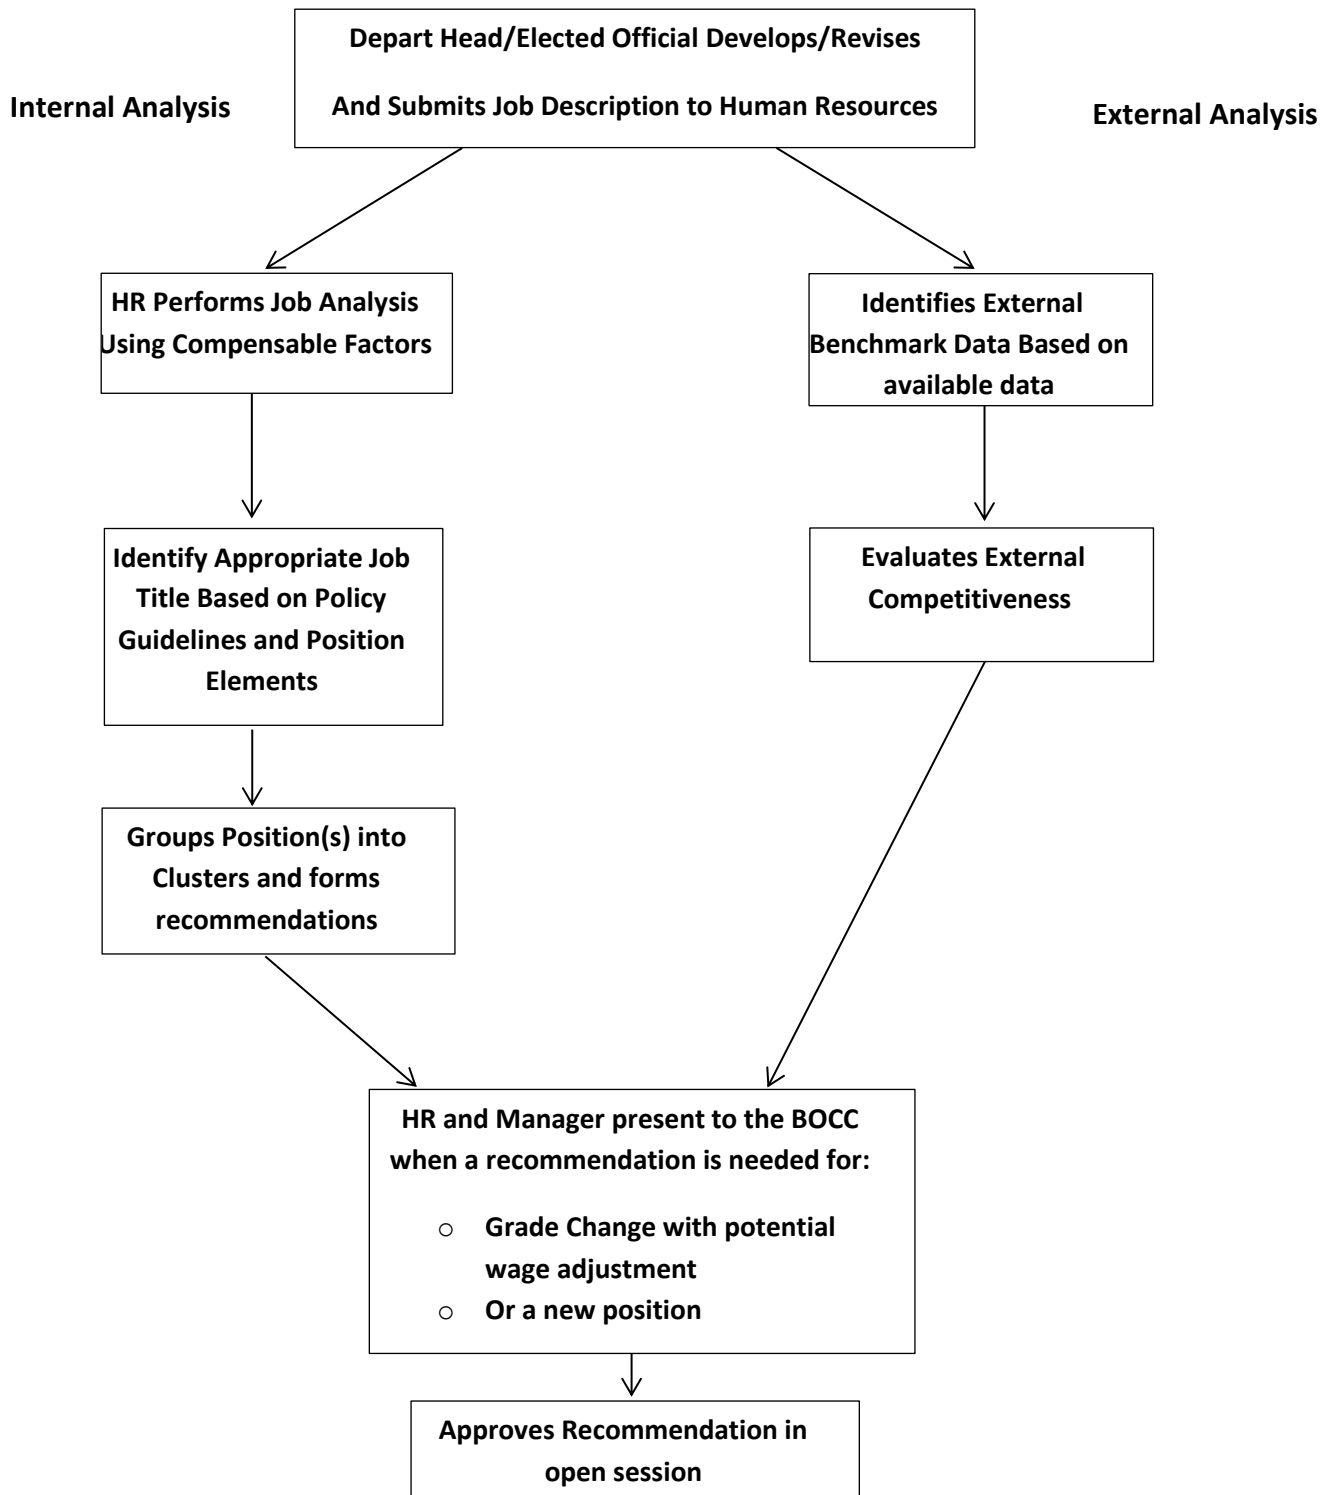 Depart Head/Elected Official Develops/Revises
And Submits Job Description to Human Resources
Internal Analysis
External Analysis
HR Performs Job Analysis
Using Compensable Factors
Identifies External
Benchmark Data Based on
available data
Identify Appropriate Job
Title Based on Policy
Guidelines and Position
Elements
Evaluates External
Competitiveness
Groups Position(s) into
Clusters and forms
recommendations
HR and Manager present to the BOCC
when a recommendation is needed for:
o Grade Change with potential
wage adjustment
o Or a new position
Approves Recommendation in
open session